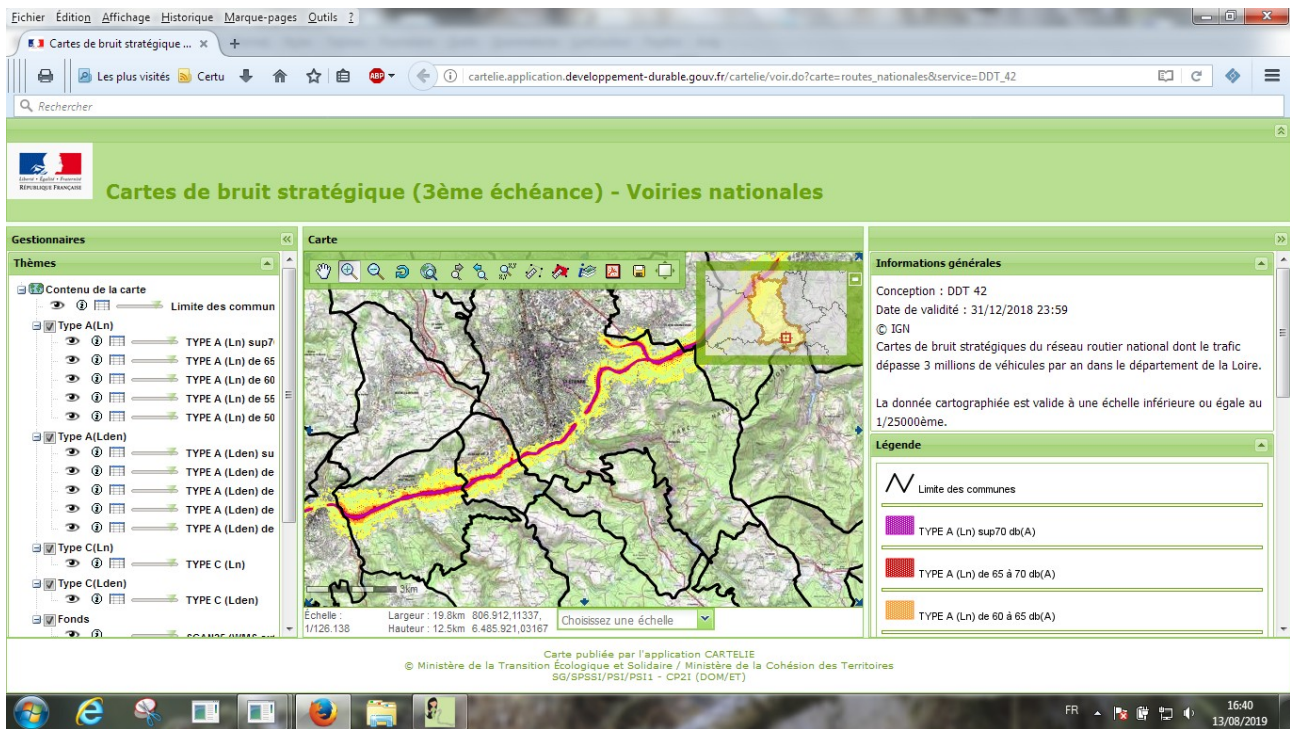 Fichier Édition Affichage Historique Marque-pages Outils ?
Cartes de bruit stratégique ... × +
Les plus visités Certu ABP cartelie.application.developpement-durable.gouv.fr/cartelie/voir.do?carte=routes_nationales&service=DDT_42
Rechercher
Liberté • Égalité • Fraternité
RÉPUBLIQUE FRANÇAISE
Cartes de bruit stratégique (3ème échéance) - Voiries nationales
Gestionnaires
Thèmes
Contenu de la carte
Limite des commun
Type A(Ln)
TYPE A (Ln) sup7
TYPE A (Ln) de 65
TYPE A (Ln) de 60
TYPE A (Ln) de 55
TYPE A (Ln) de 50
Type A(Lden)
TYPE A (Lden) su
TYPE A (Lden) de
TYPE A (Lden) de
TYPE A (Lden) de
TYPE A (Lden) de
Type C(Ln)
TYPE C (Ln)
Type C(Lden)
TYPE C (Lden)
Fonds
Carte
3km
Échelle :
1/126.138
Largeur : 19.8km
Hauteur : 12.5km
806.912,11337,
6.485.921,03167
Choisissez une échelle
Informations générales
Conception : DDT 42
Date de validité : 31/12/2018 23:59
© IGN
Cartes de bruit stratégiques du réseau routier national dont le trafic
dépasse 3 millions de véhicules par an dans le département de la Loire.
La donnée cartographiée est valide à une échelle inférieure ou égale au
1/25000ème.
Légende
Limite des communes
TYPE A (Ln) sup70 db(A)
TYPE A (Ln) de 65 à 70 db(A)
TYPE A (Ln) de 60 à 65 db(A)
Carte publiée par l'application CARTELIE
© Ministère de la Transition Écologique et Solidaire / Ministère de la Cohésion des Territoires
SG/SPSSI/PSI/PSI1 - CP2I (DOM/ET)
FR
16:40
13/08/2019